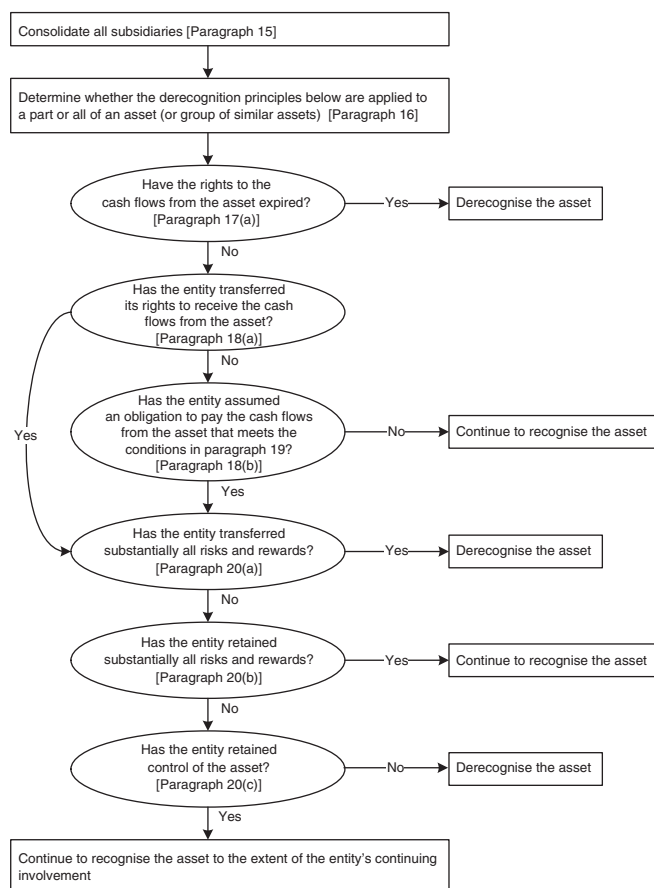 Consolidate all subsidiaries [Paragraph 15]
Determine whether the derecognition principles below are applied to
a part or all of an asset (or group of similar assets) [Paragraph 16]
Have the rights to the
cash flows from the asset expired?
[Paragraph 17(a)]
Yes
Derecognise the asset
No
Has the entity transferred
its rights to receive the cash
flows from the asset?
[Paragraph 18(a)]
No
Yes
Has the entity assumed
an obligation to pay the cash flows
from the asset that meets the
conditions in paragraph 19?
[Paragraph 18(b)]
No
Continue to recognise the asset
Yes
Has the entity transferred
substantially all risks and rewards?
[Paragraph 20(a)]
Yes
Derecognise the asset
No
Has the entity retained
substantially all risks and rewards?
[Paragraph 20(b)]
Yes
Continue to recognise the asset
No
Has the entity retained
control of the asset?
[Paragraph 20(c)]
No
Derecognise the asset
Yes
Continue to recognise the asset to the extent of the entity's continuing
involvement